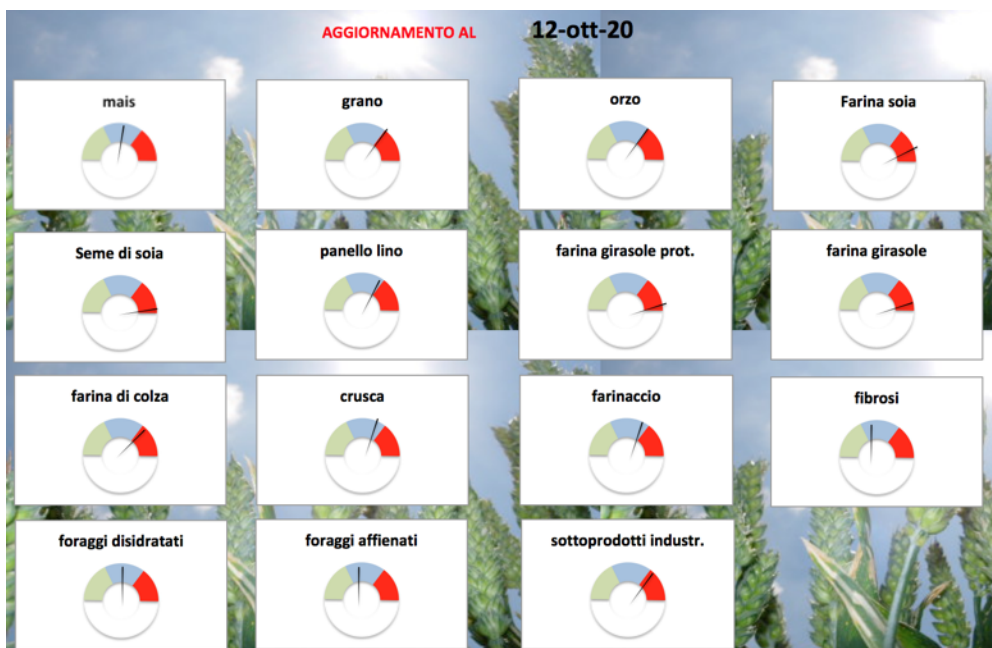 AGGIORNAMENTO AL 12-ott-20
mais
grano
orzo
Farina soia
Seme di soia
panello lino
farina girasole prot.
farina girasole
farina di colza
crusca
farinaccio
fibrosi
foraggi disidratati
foraggi affienati
sottoprodotti industr.